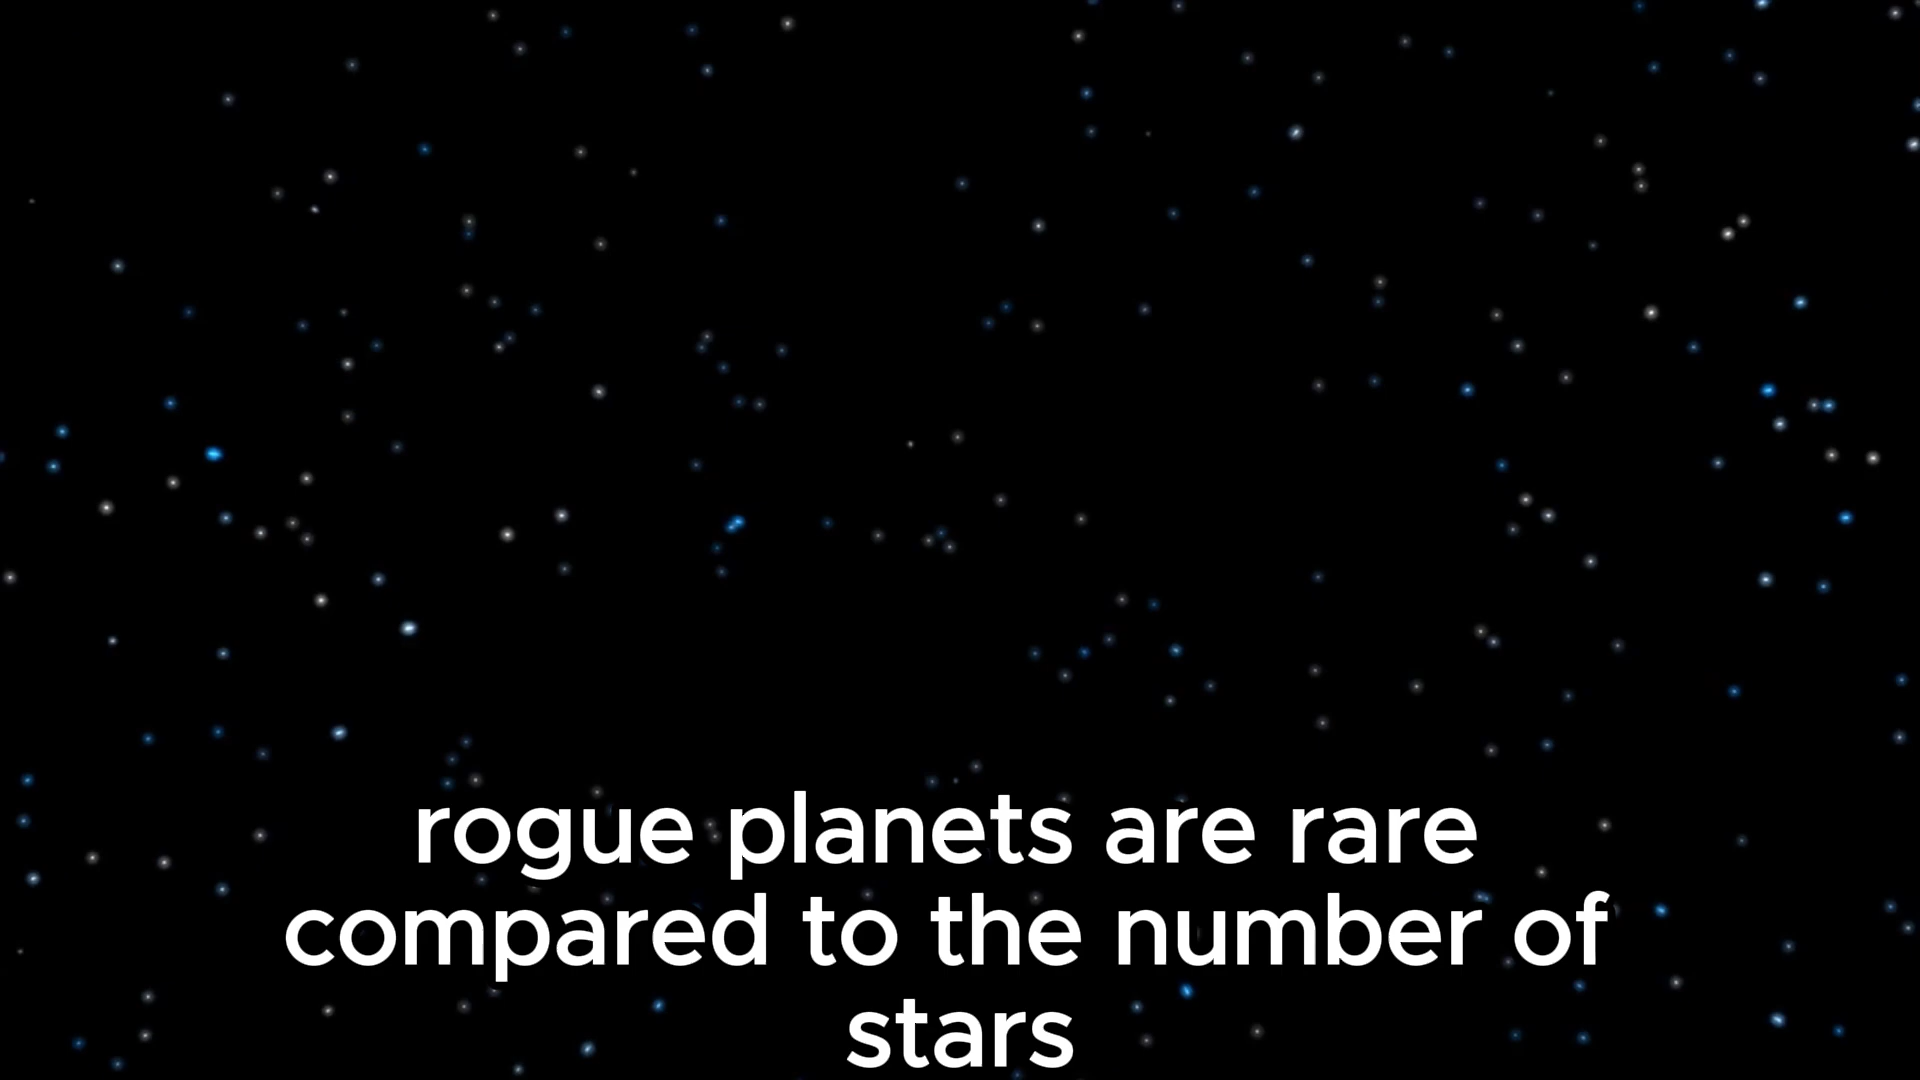 rogue planets are rare
compared to the number of
stars